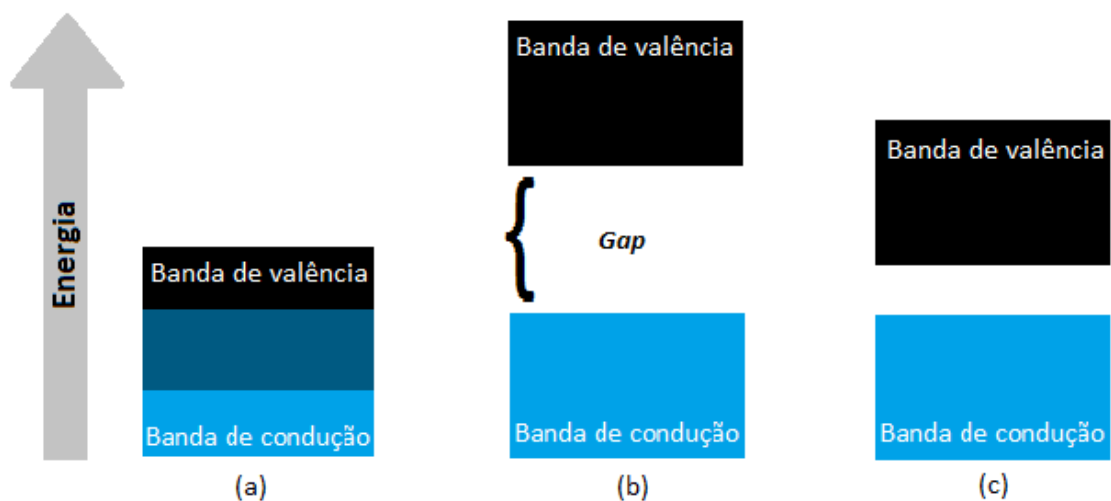 Energia
Banda de valência
Banda de condução
(a)
Banda de valência
{ Gap
Banda de condução
(b)
Banda de valência
Banda de condução
(c)